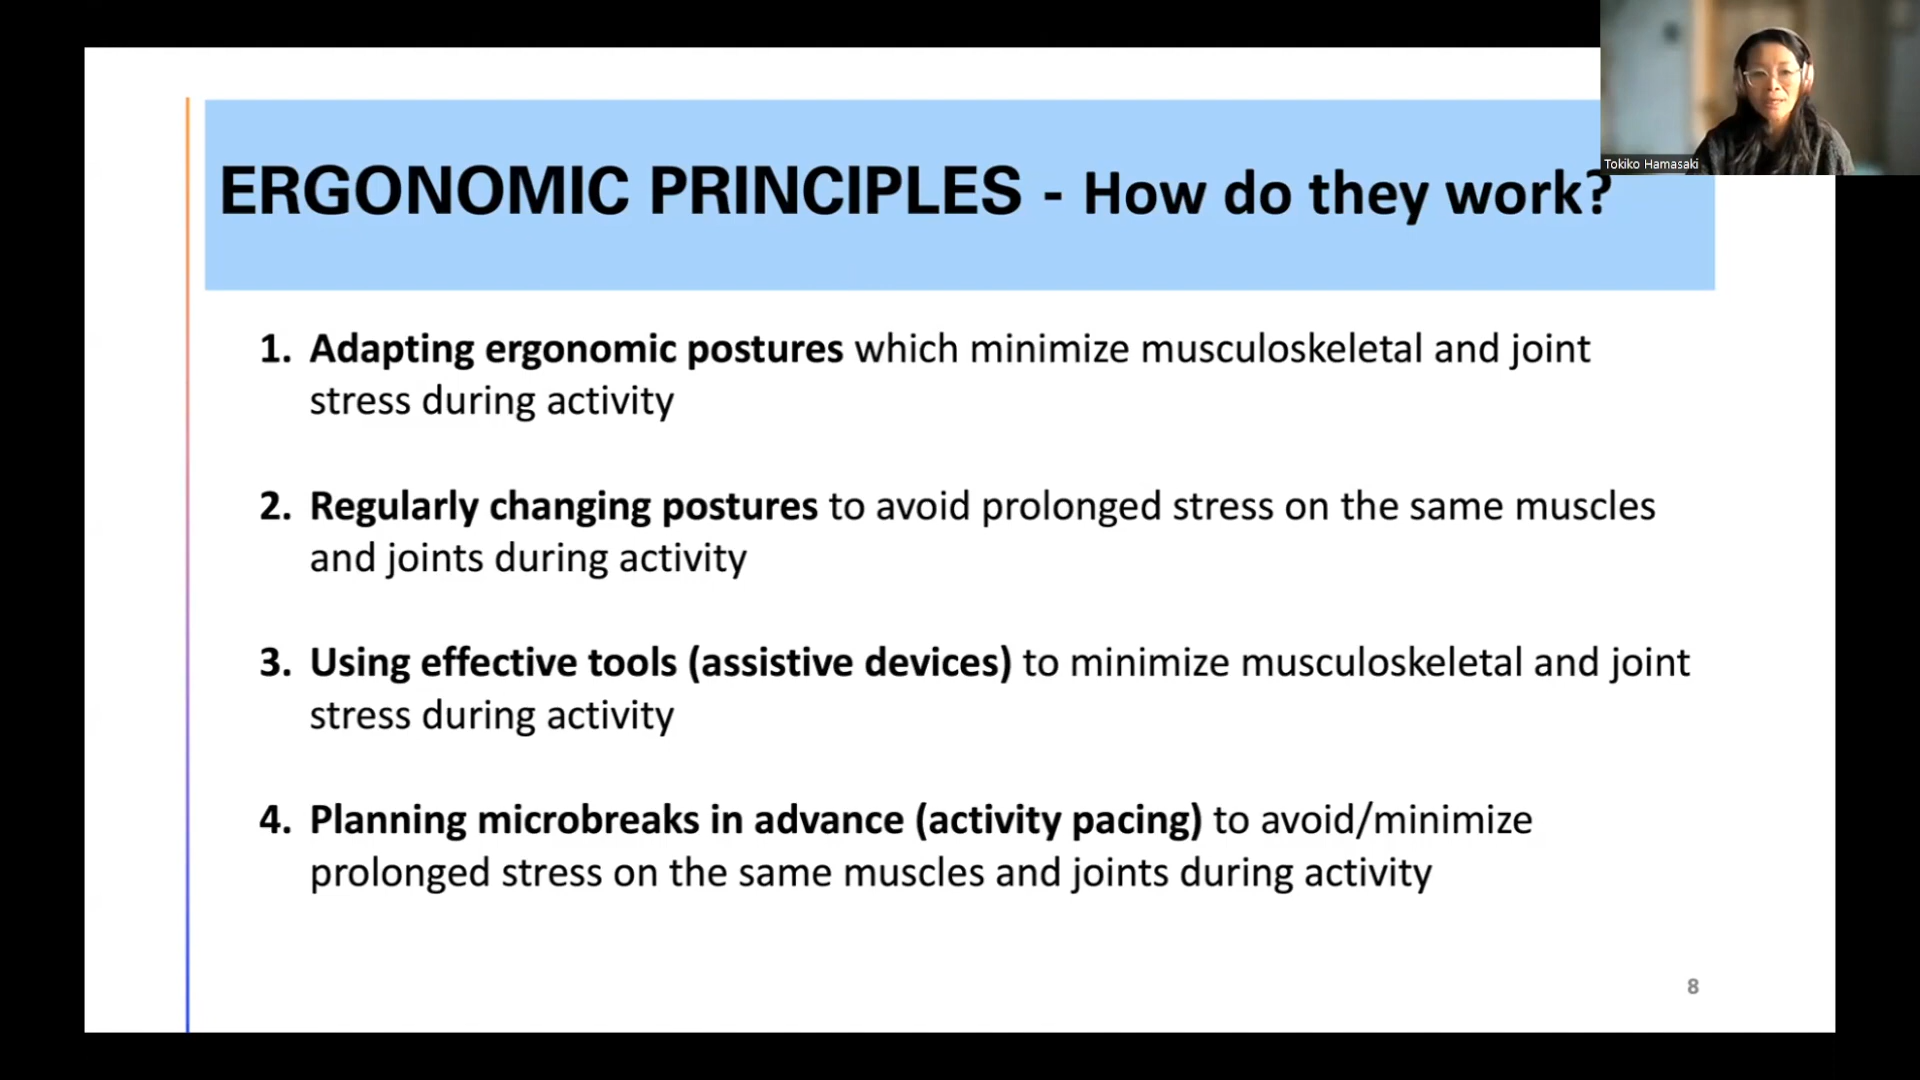 Tokiko Hamasaki
ERGONOMIC PRINCIPLES - How do they work?
1. Adapting ergonomic postures which minimize musculoskeletal and joint
stress during activity
2. Regularly changing postures to avoid prolonged stress on the same muscles
and joints during activity
3. Using effective tools (assistive devices) to minimize musculoskeletal and joint
stress during activity
4. Planning microbreaks in advance (activity pacing) to avoid/minimize
prolonged stress on the same muscles and joints during activity
8